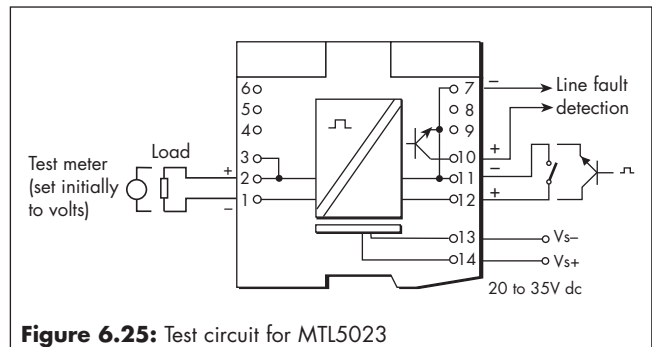 6
5
4
3
2
1
7
8
9
10
11
12
13
14
–
+
–
+
+
–
Load
Test meter
(set initially
to volts)
Line fault
detection
Vs–
Vs+
20 to 35V dc
Figure 6.25: Test circuit for MTL5023